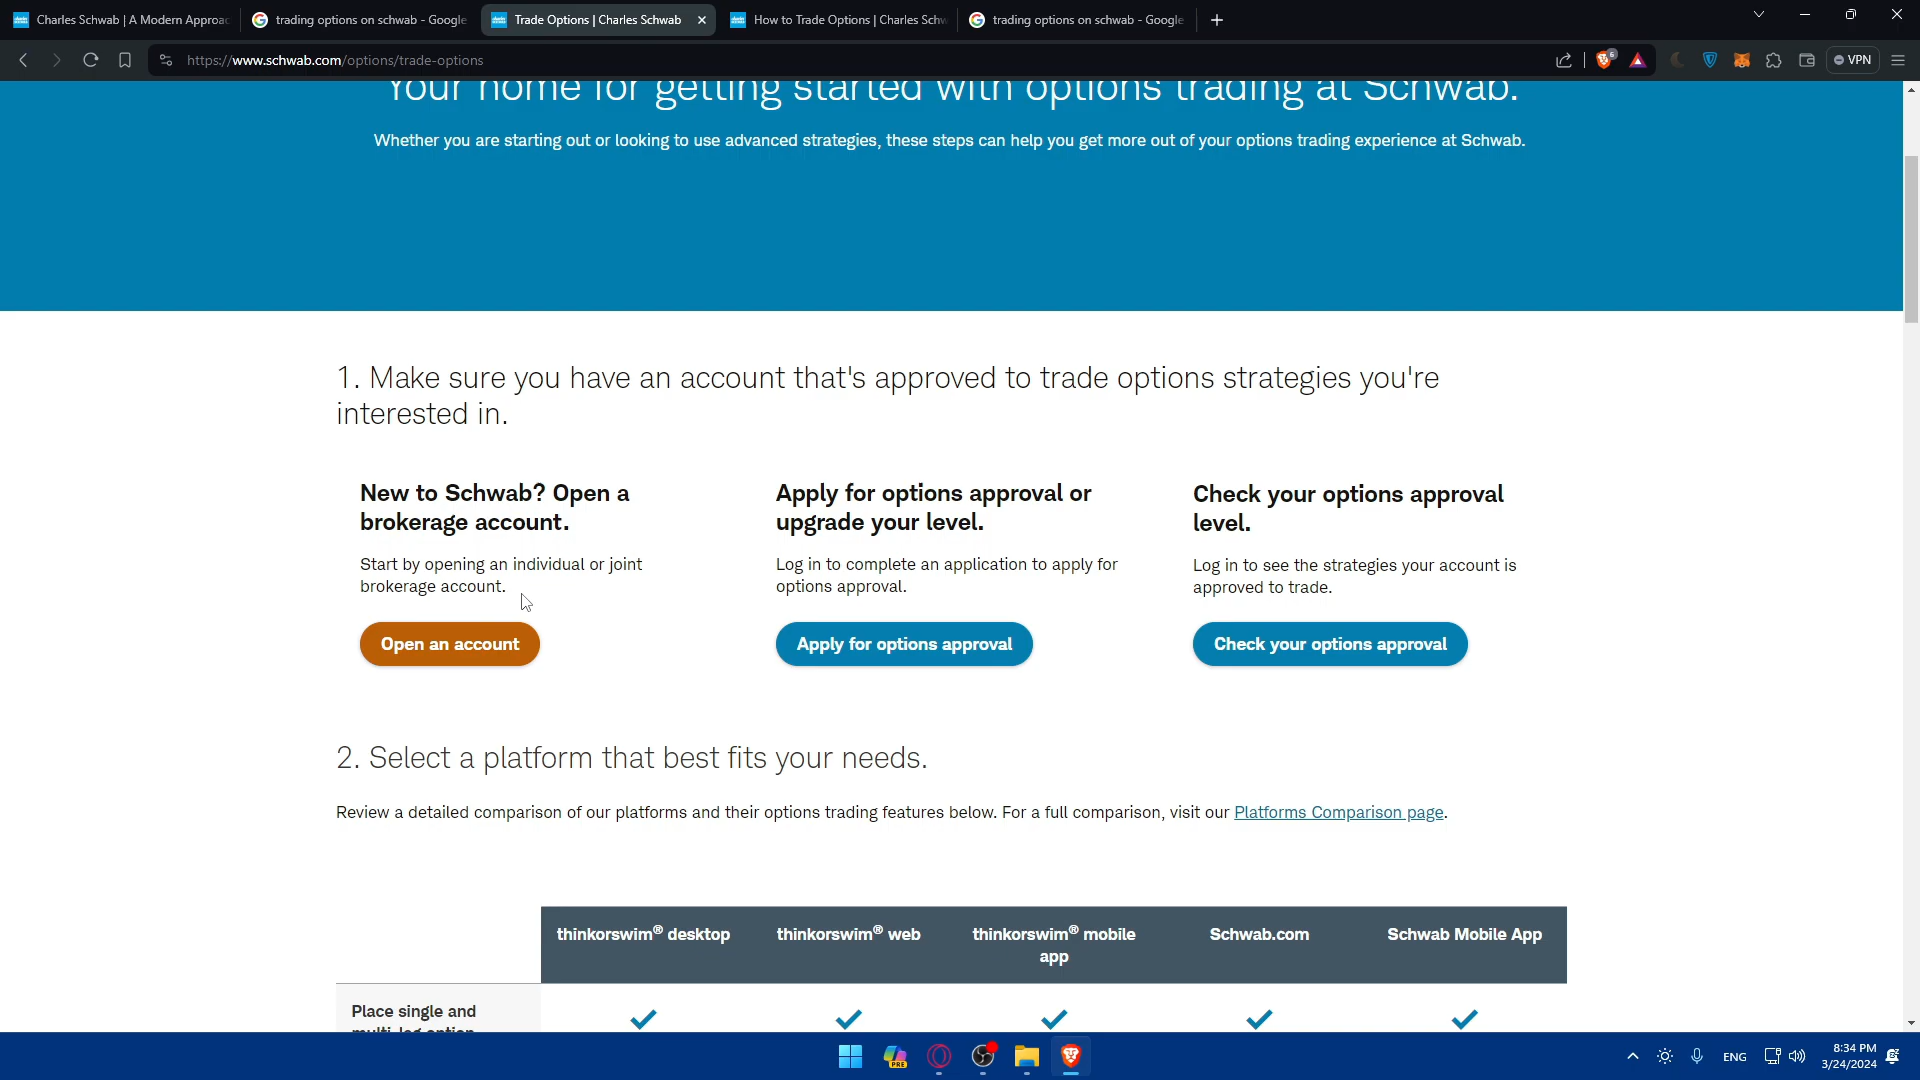 Charles Schwab | A Modern Approac
trading options on schwab - Google
Trade Options | Charles Schwab
How to Trade Options | Charles Schw
trading options on schwab - Google
https://www.schwab.com/options/trade-options
6
VPN
Your home for getting started with options trading at Schwab.
Whether you are starting out or looking to use advanced strategies, these steps can help you get more out of your options trading experience at Schwab.
1. Make sure you have an account that's approved to trade options strategies you're
interested in.
New to Schwab? Open a
brokerage account.
Start by opening an individual or joint
brokerage account.
Open an account
Apply for options approval or
upgrade your level.
Log in to complete an application to apply for
options approval.
Apply for options approval
Check your options approval
level.
Log in to see the strategies your account is
approved to trade.
Check your options approval
2. Select a platform that best fits your needs.
Review a detailed comparison of our platforms and their options trading features below. For a full comparison, visit our Platforms Comparison page.
thinkorswim® desktop
thinkorswim® web
thinkorswim® mobile
app
Schwab.com
Schwab Mobile App
Place single and
multi-leg option
PRE
ENG
8:34 PM
3/24/2024